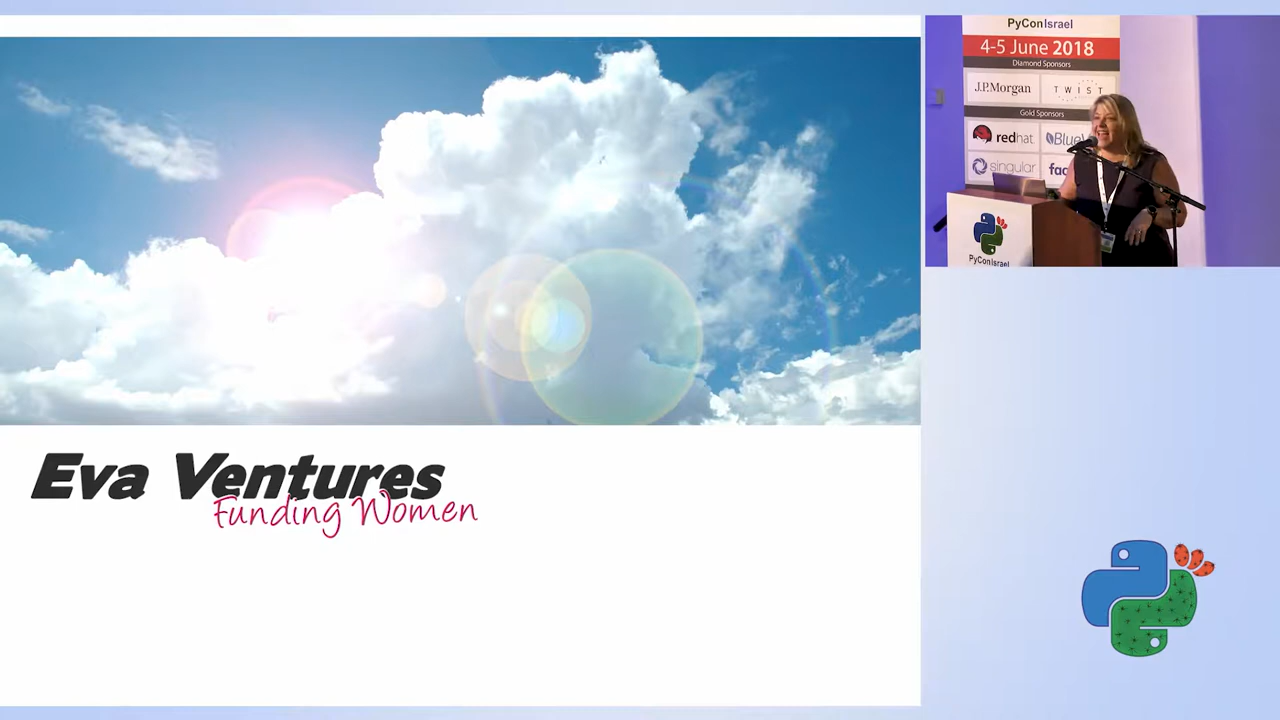 Eva Ventures
Funding Women
PyConIsrael
4-5 June 2018
Diamond Sponsors
J.P.Morgan
TWIST
Gold Sponsors
redhat
singular
PyConIsrael